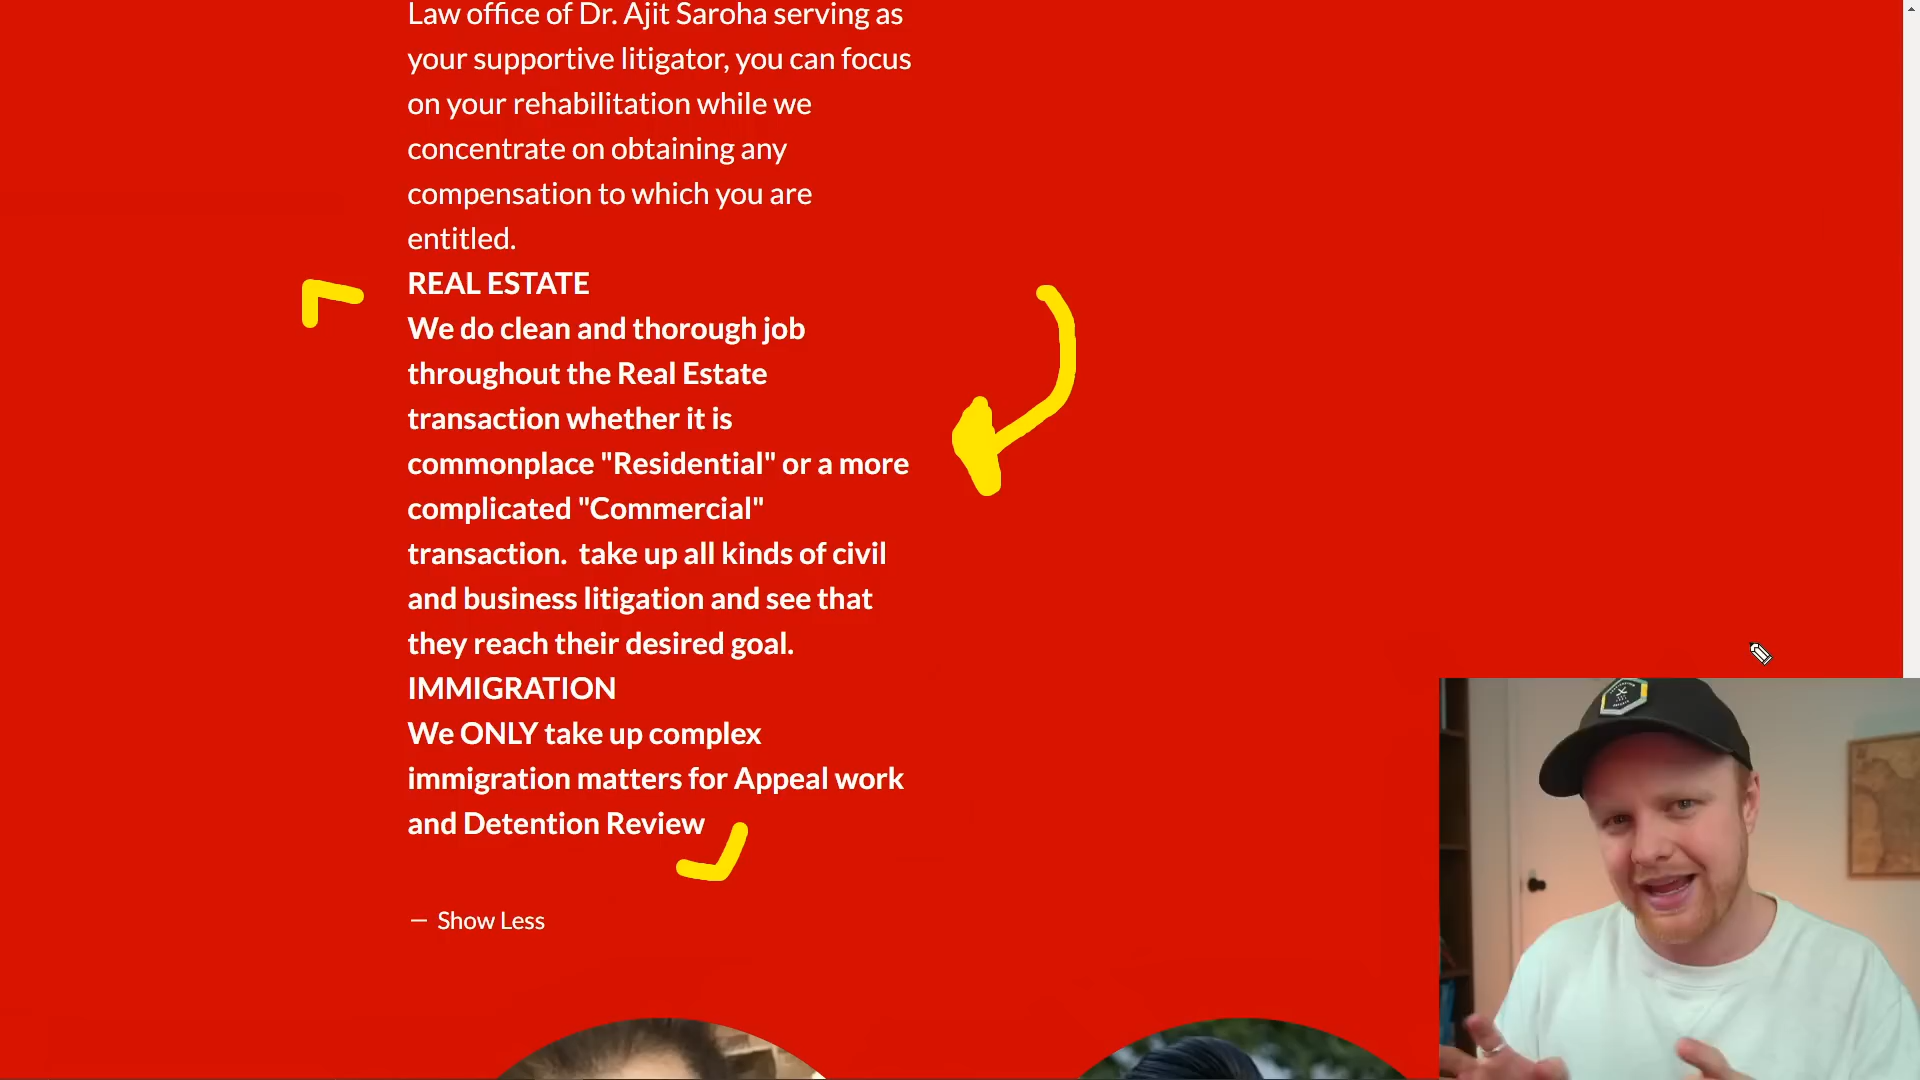 Law office of Dr. Ajit Saroha serving as
your supportive litigator, you can focus
on your rehabilitation while we
concentrate on obtaining any
compensation to which you are
entitled.
REAL ESTATE
We do clean and thorough job
throughout the Real Estate
transaction whether it is
commonplace "Residential" or a more
complicated "Commercial"
transaction.  take up all kinds of civil
and business litigation and see that
they reach their desired goal.
IMMIGRATION
We ONLY take up complex
immigration matters for Appeal work
and Detention Review
— Show Less